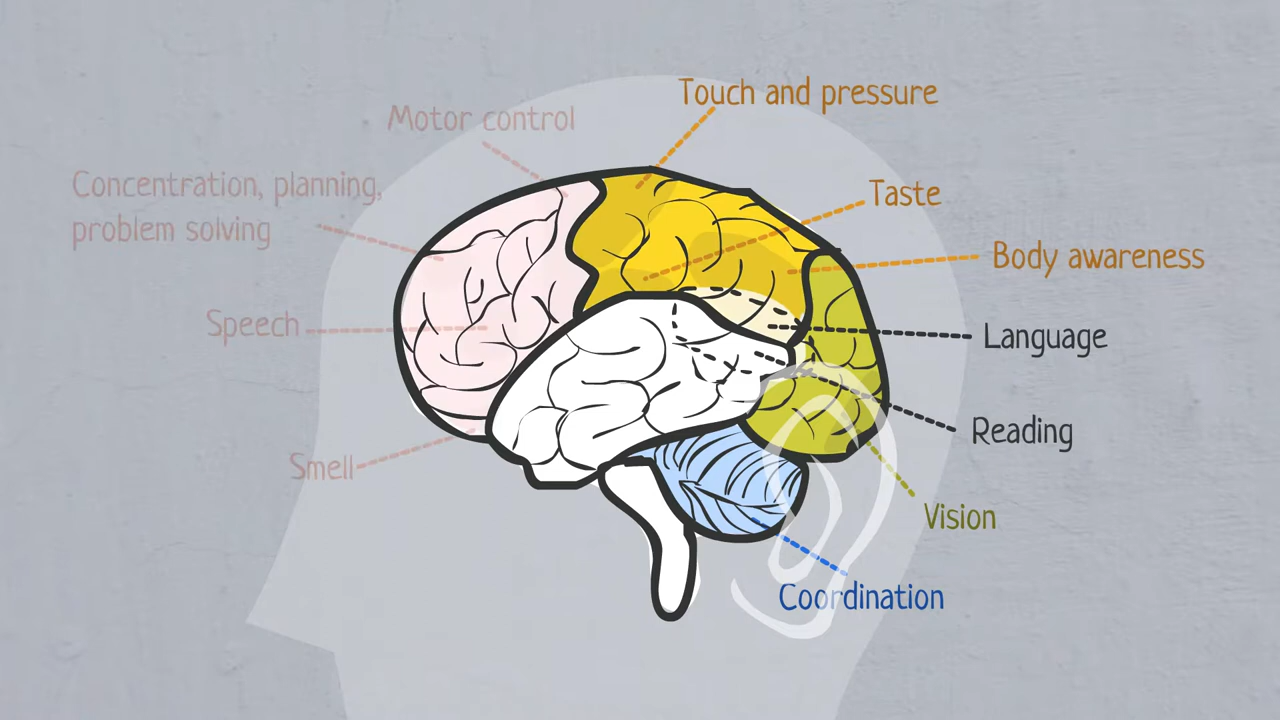 Touch and pressure
Motor control
Concentration, planning,
problem solving
Taste
Body awareness
Speech
Language
Reading
Smell
Vision
Coordination